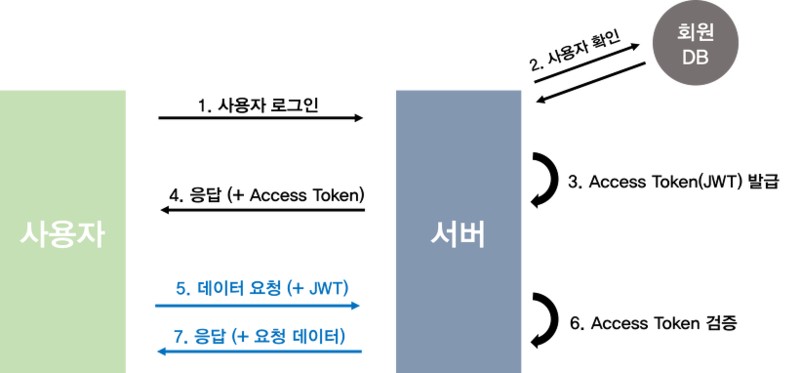 회원
DB
2. 사용자 확인
1. 사용자 로그인
3. Access Token(JWT) 발급
4. 응답 (+ Access Token)
사용자
서버
5. 데이터 요청 (+ JWT)
6. Access Token 검증
7. 응답 (+ 요청 데이터)